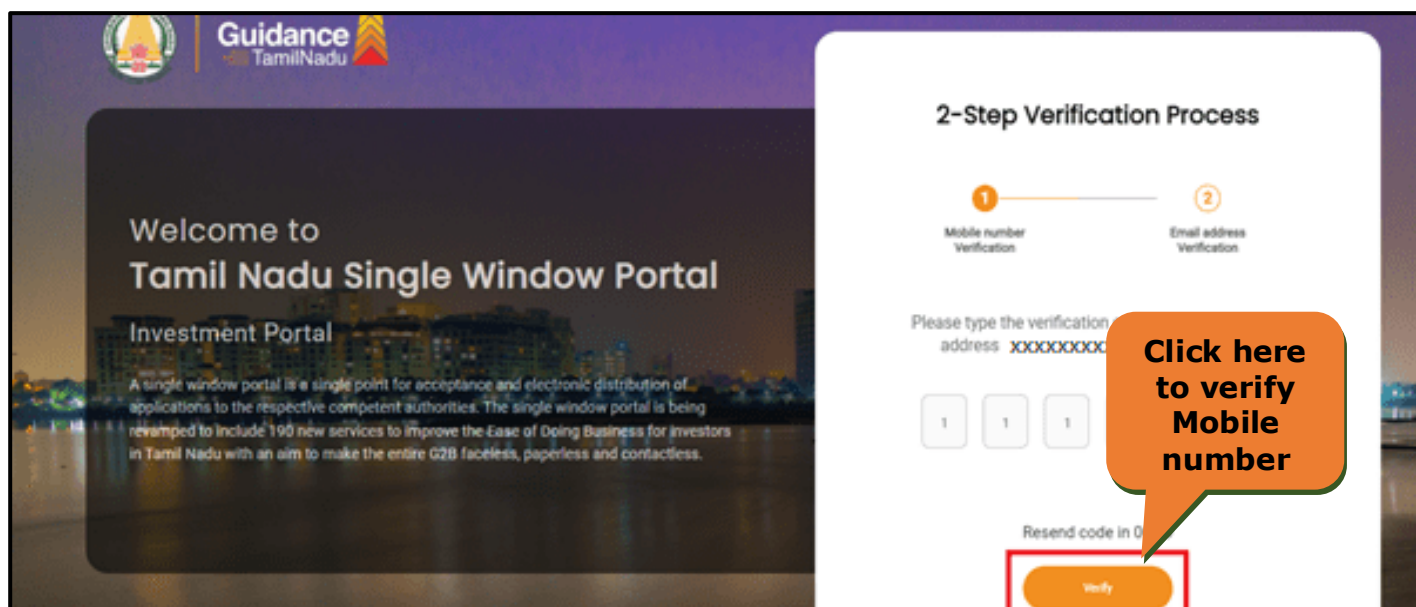 Guidance
TamilNadu
Welcome to
Tamil Nadu Single Window Portal
Investment Portal
A single window portal is a single point for acceptance and electronic distribution of
applications to the respective competent authorities. The single window portal is being
revamped to include 190 new services to improve the Ease of Doing Business for investors
in Tamil Nadu with an aim to make the entire G2B faceless, paperless and contactless.
2-Step Verification Process
1
2
Mobile number
Verification
Email address
Verification
Please type the verification
address XXXXXXXXX
1 1 1
Click here
to verify
Mobile
number
Resend code in 0
Verify